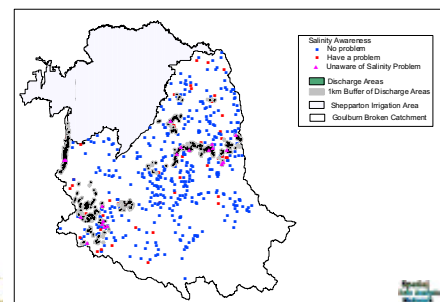 Salinity Awareness
No problem
Have a problem
Unaware of Salinity Problem
Discharge Areas
1km Buffer of Discharge Areas
Shepparton Irrigation Area
Goulburn Broken Catchment
Spatial